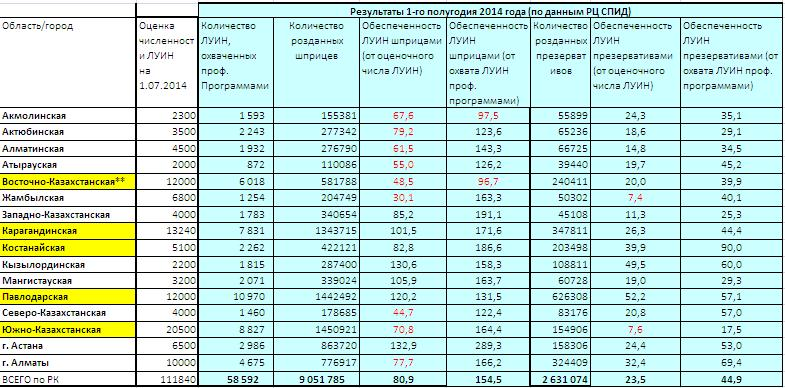 Результаты 1-го полугодия 2014 года (по данным РЦ СПИД)
Область/город Оценка численност и ЛУИН на 1.07.2014 Количество ЛУИН, охваченных проф. Программами Количество розданных шприцев Обеспеченность ЛУИН шприцами (от оценочного числа ЛУИН) Обеспеченность ЛУИН шприцами (от охвата ЛУИН проф. программами) Количество розданных презерват ивов Обеспеченность ЛУИН презервативами (от оценочного числа ЛУИН) Обеспеченность ЛУИН презервативами (от охвата ЛУИН проф. программами)
Акмолинская 2300 1 593 155381 67,6 97,5 55899 24,3 35,1
Актюбинская 3500 2 243 277342 79,2 123,6 65236 18,6 29,1
Алматинская 4500 1 932 276790 61,5 143,3 66725 14,8 34,5
Атырауская 2000 872 110086 55,0 126,2 39440 19,7 45,2
Восточно-Казахстанская** 12000 6 018 581788 48,5 96,7 240411 20,0 39,9
Жамбылская 6800 1 254 204749 30,1 163,3 50302 7,4 40,1
Западно-Казахстанская 4000 1 783 340654 85,2 191,1 45108 11,3 25,3
Карагандинская 13240 7 831 1343715 101,5 171,6 347811 26,3 44,4
Костанайская 5100 2 262 422121 82,8 186,6 203498 39,9 90,0
Кызылординская 2200 1 815 287400 130,6 158,3 108811 49,5 60,0
Мангистауская 3200 2 071 339024 105,9 163,7 60728 19,0 29,3
Павлодарская 12000 10 970 1442492 120,2 131,5 626308 52,2 57,1
Северо-Казахстанская 4000 1 460 178685 44,7 122,4 83176 20,8 57,0
Южно-Казахстанская 20500 8 827 1450921 70,8 164,4 154906 7,6 17,5
г. Астана 6500 2 986 863720 132,9 289,3 158306 24,4 53,0
г. Алматы 10000 4 675 776917 77,7 166,2 324409 32,4 69,4
ВСЕГО по РК 111840 58 592 9 051 785 80,9 154,5 2 631 074 23,5 44,9